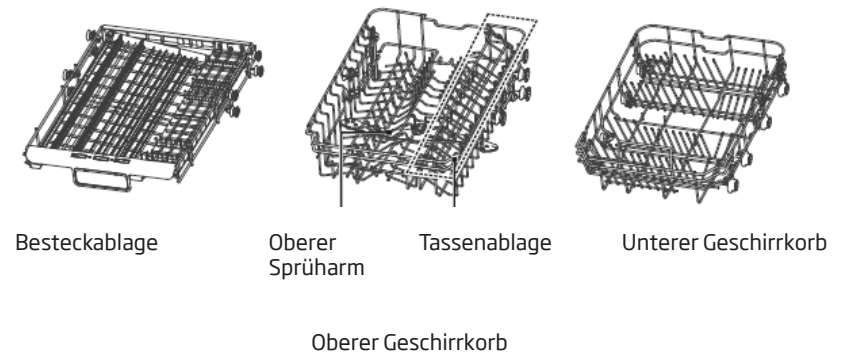 Besteckablage
Oberer
Sprüharm
Tassenablage
Unterer Geschirrkorb
Oberer Geschirrkorb